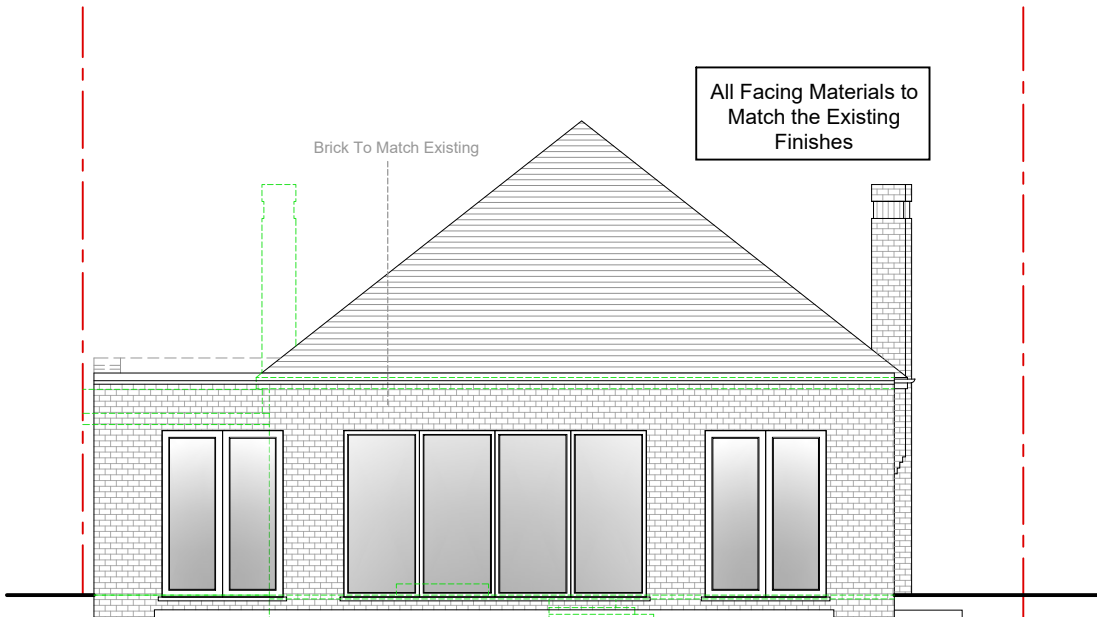 All Facing Materials to
Match the Existing
Finishes
Brick To Match Existing